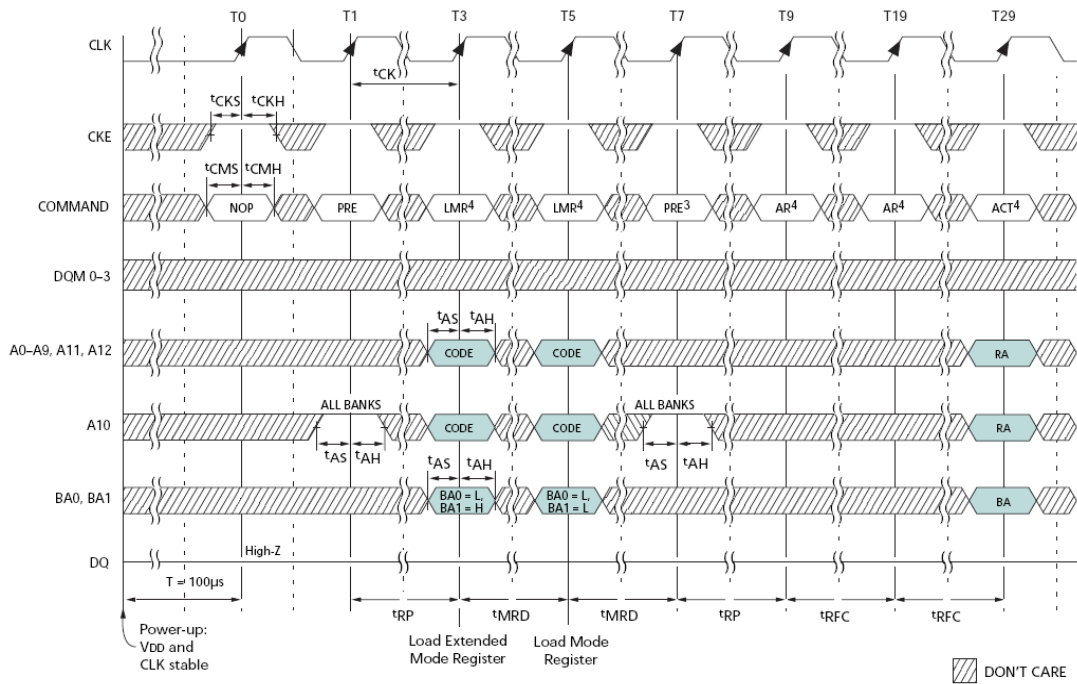 T0 T1 T3 T5 T7 T9 T19 T29
CLK
tCK
tCKS tCKH
CKE
tCMS tCMH
COMMAND NOP PRE LMR4 LMR4 PRE3 AR4 AR4 ACT4
DQM 0–3
tAS tAH
A0–A9, A11, A12 CODE CODE RA
ALL BANKS ALL BANKS
A10 CODE CODE RA
tAS tAH tAS tAH
tAS tAH
BA0, BA1 BA0 = L, BA1 = H BA0 = L, BA1 = L BA
High-Z
DQ
T = 100µs
tRP tMRD tMRD tRP tRFC tRFC
Power-up:
VDD and
CLK stable
Load Extended
Mode Register
Load Mode
Register
DON'T CARE